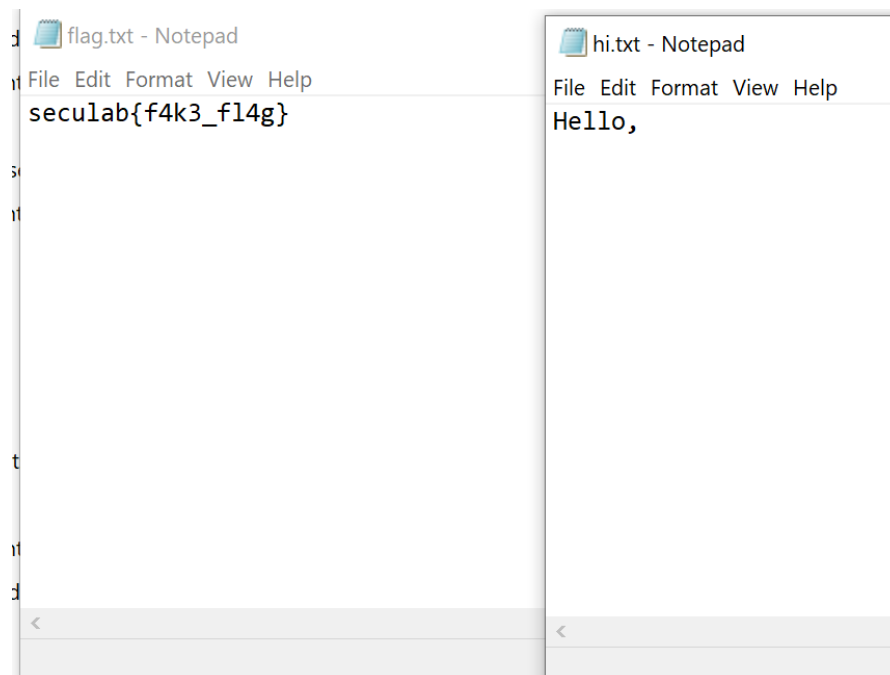 flag.txt - Notepad
File Edit Format View Help
seculab{f4k3_fl4g}
hi.txt - Notepad
File Edit Format View Help
Hello,